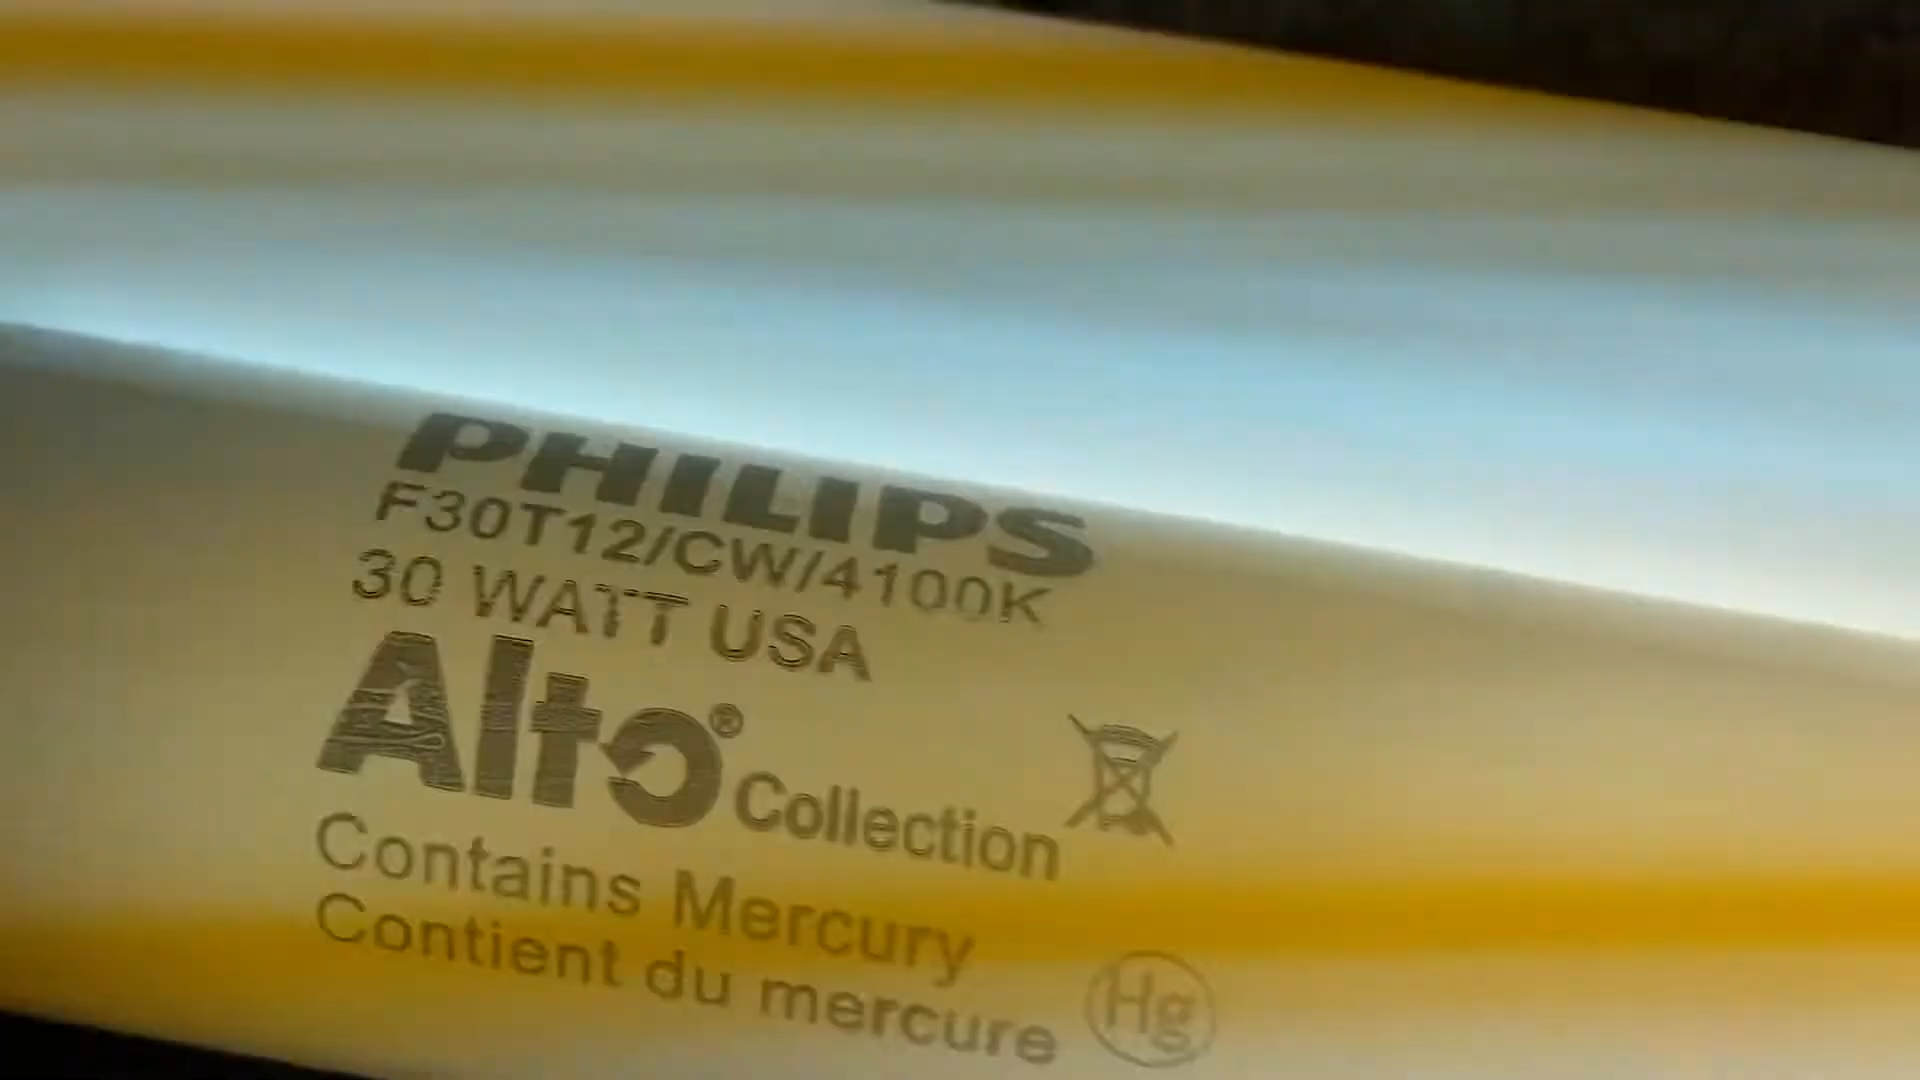 PHILIPS
F30T12/CW/4100K
30 WATT USA
Alto® Collection
Contains Mercury
Contient du mercure
Hg